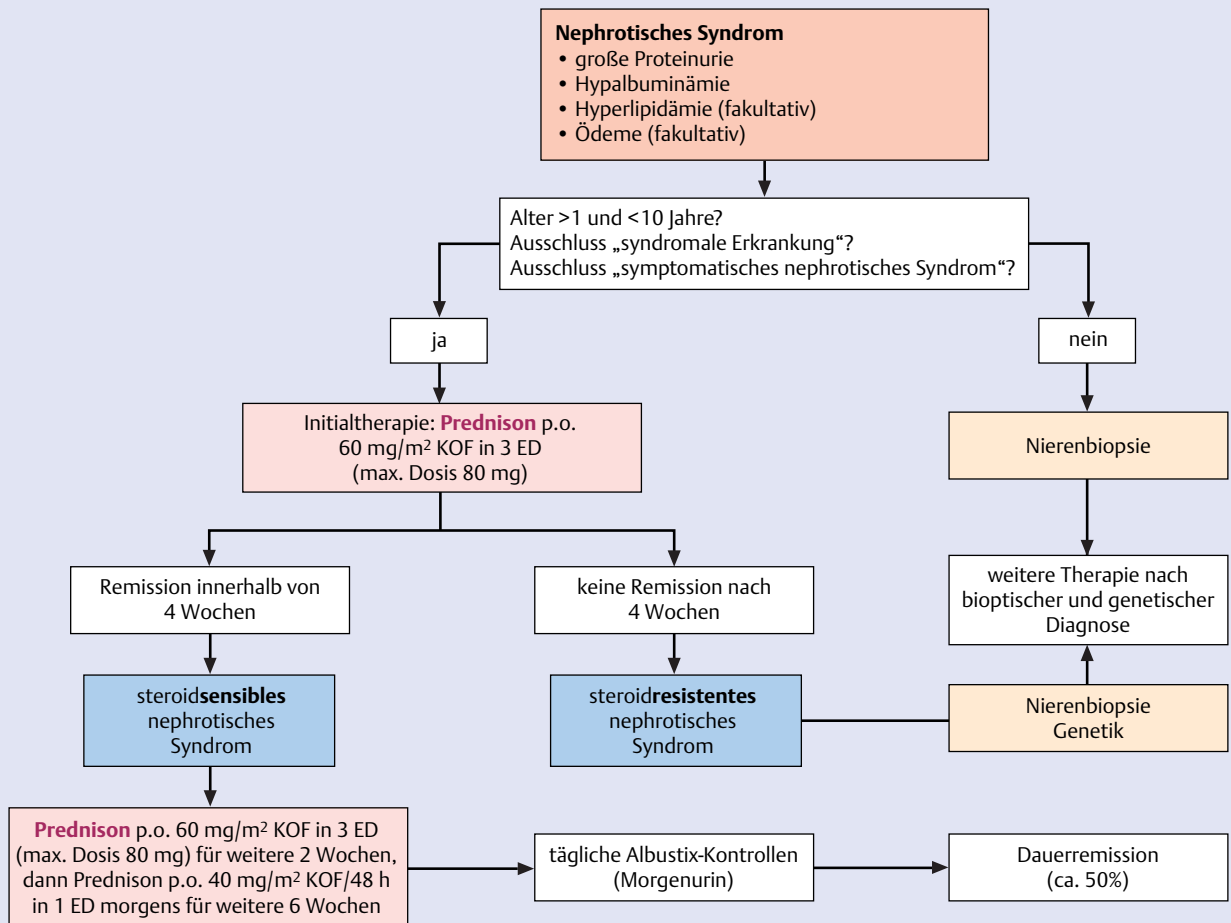 Nephrotisches Syndrom
• große Proteinurie
• Hypalbuminämie
• Hyperlipidämie (fakultativ)
• Ödeme (fakultativ)
Alter >1 und <10 Jahre?
Ausschluss „syndromale Erkrankung“?
Ausschluss „symptomatisches nephrotisches Syndrom“?
ja
nein
Initialtherapie: Prednison p.o.
60 mg/m² KOF in 3 ED
(max. Dosis 80 mg)
Nierenbiopsie
Remission innerhalb von
4 Wochen
keine Remission nach
4 Wochen
weitere Therapie nach
bioptischer und genetischer
Diagnose
steroidsensibles
nephrotisches
Syndrom
steroidresistentes
nephrotisches
Syndrom
Nierenbiopsie
Genetik
Prednison p.o. 60 mg/m² KOF in 3 ED
(max. Dosis 80 mg) für weitere 2 Wochen,
dann Prednison p.o. 40 mg/m² KOF/48 h
in 1 ED morgens für weitere 6 Wochen
tägliche Albustix-Kontrollen
(Morgenurin)
Dauerremission
(ca. 50%)